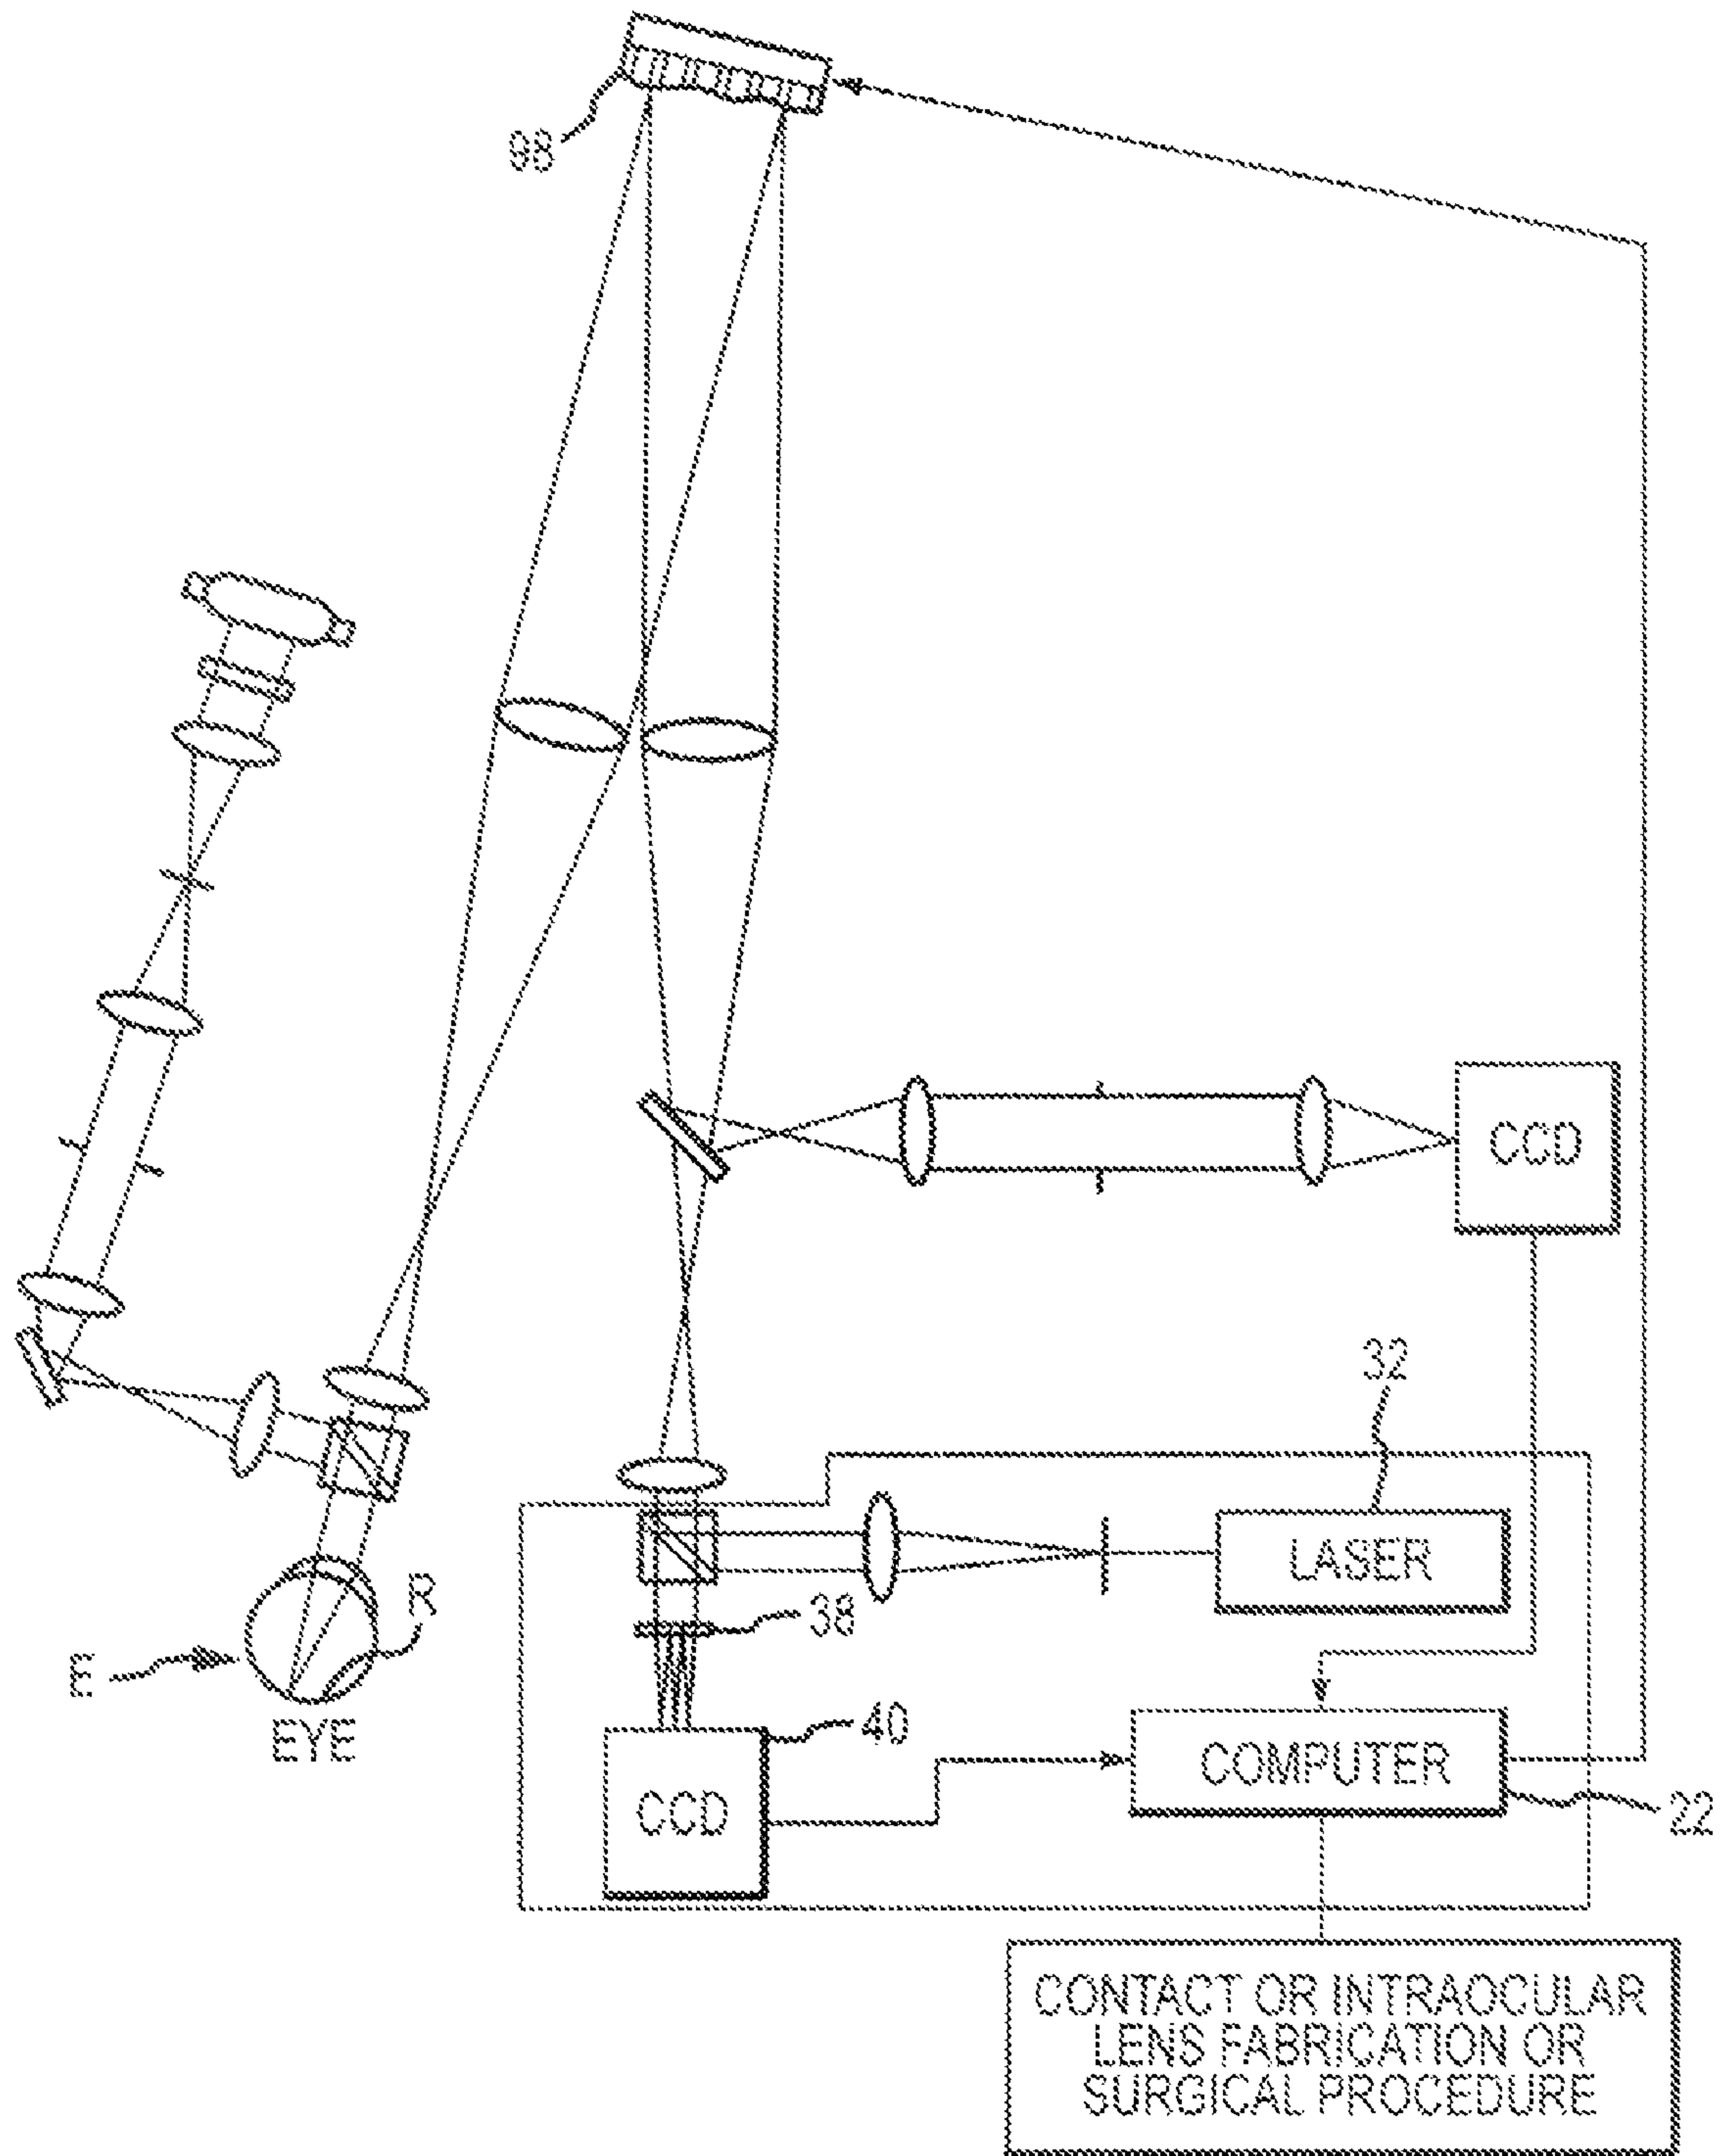 98
CCD
32
LASER
R
38
E
EYE
40
COMPUTER
CCD
22
CONTACT OR INTRAOCULAR
LENS FABRICATION OR
SURGICAL PROCEDURE